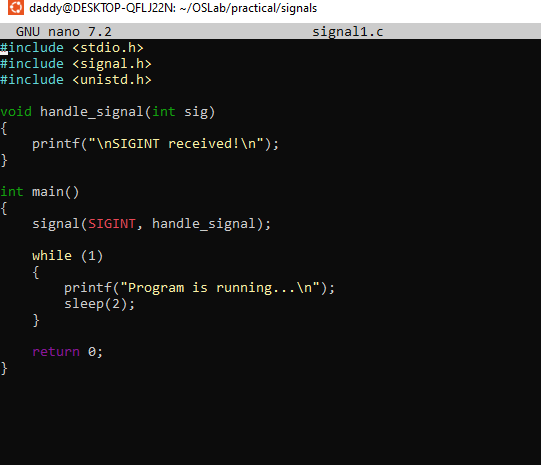 daddy@DESKTOP-QFLJ22N: ~/OSLab/practical/signals
GNU nano 7.2 signal1.c
#include <stdio.h>
#include <signal.h>
#include <unistd.h>

void handle_signal(int sig)
{
    printf("\nSIGINT received!\n");
}

int main()
{
    signal(SIGINT, handle_signal);

    while (1)
    {
        printf("Program is running...\n");
        sleep(2);
    }

    return 0;
}